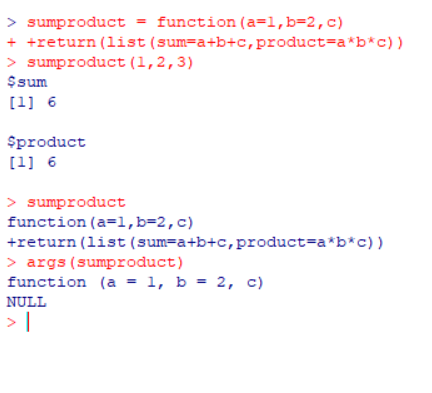 > sumproduct = function(a=1,b=2,c)
+ +return(list(sum=a+b+c,product=a*b*c))
> sumproduct(1,2,3)
$sum
[1] 6
$product
[1] 6
> sumproduct
function(a=1,b=2,c)
+return(list(sum=a+b+c,product=a*b*c))
> args(sumproduct)
function (a = 1, b = 2, c)
NULL
>